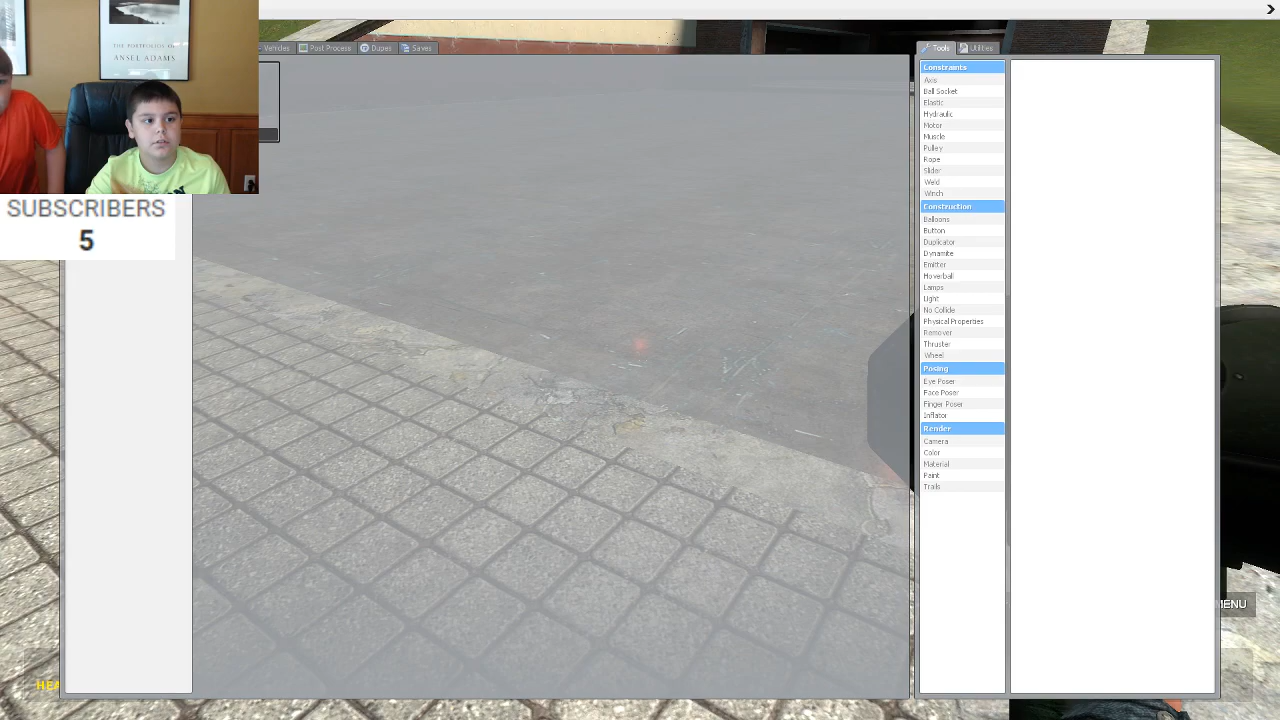 THE PORTFOLIOS OF
ANSEL ADAMS
SUBSCRIBERS
5
Vehicles
Post Process
Dupes
Saves
Tools
Utilities
Constraints
Axis
Ball Socket
Elastic
Hydraulic
Motor
Muscle
Pulley
Rope
Slider
Weld
Winch
Construction
Balloons
Button
Duplicator
Dynamite
Emitter
Hoverball
Lamps
Light
No Collide
Physical Properties
Remover
Thruster
Wheel
Posing
Eye Poser
Face Poser
Finger Poser
Inflator
Render
Camera
Color
Material
Paint
Trails
MENU
HEA